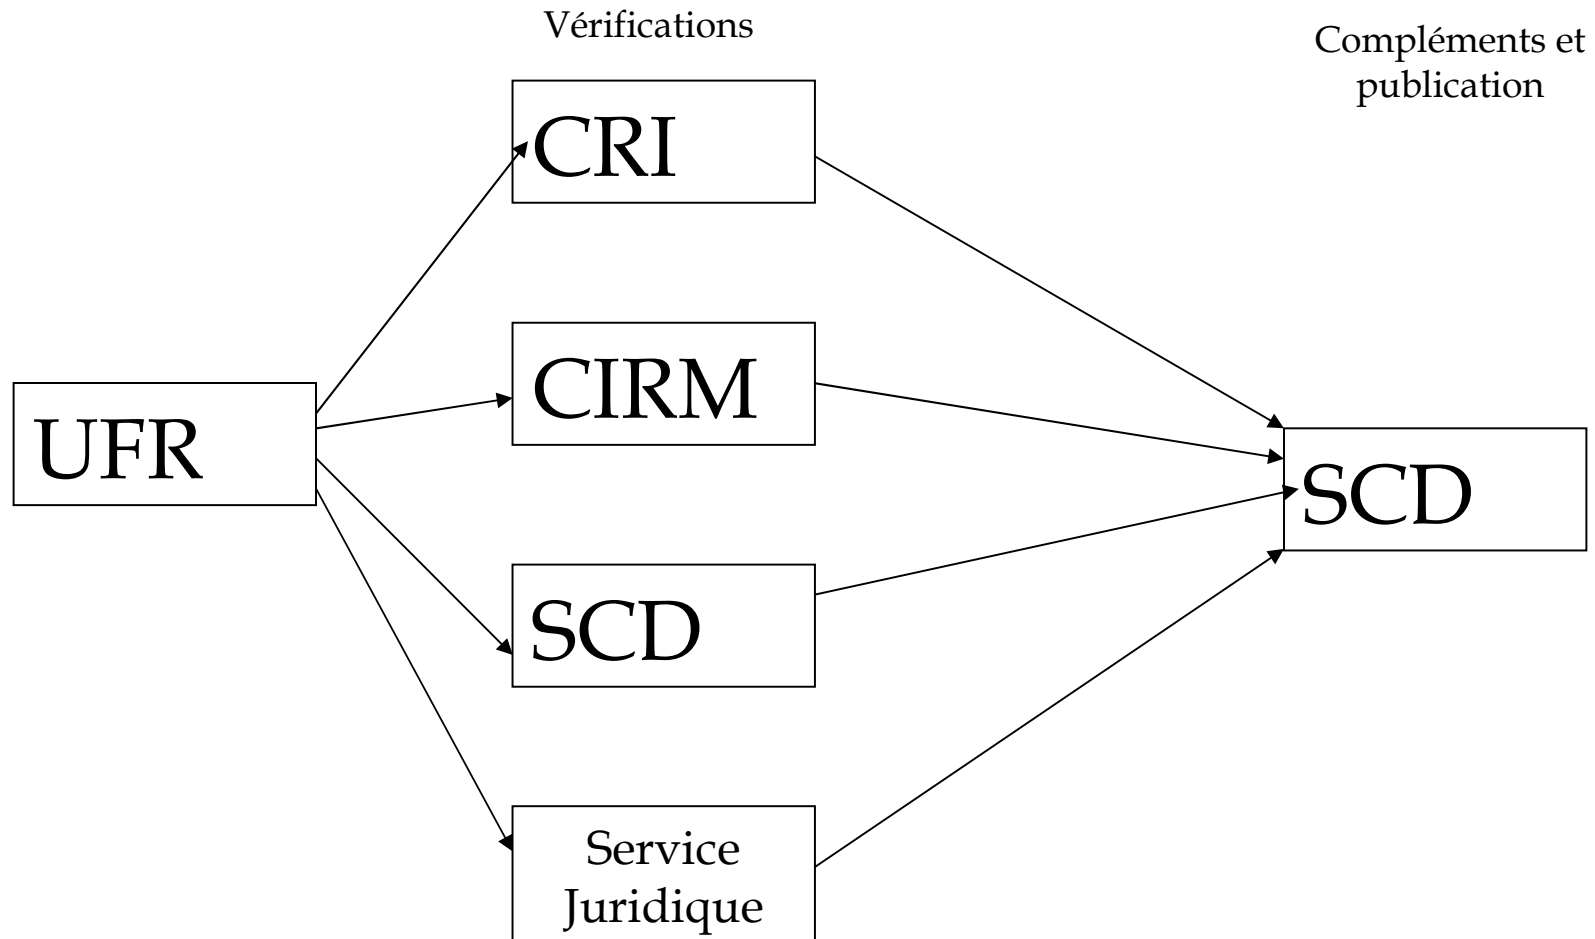 Vérifications
Compléments et
publication
CRI
CIRM
UFR
SCD
SCD
Service
Juridique